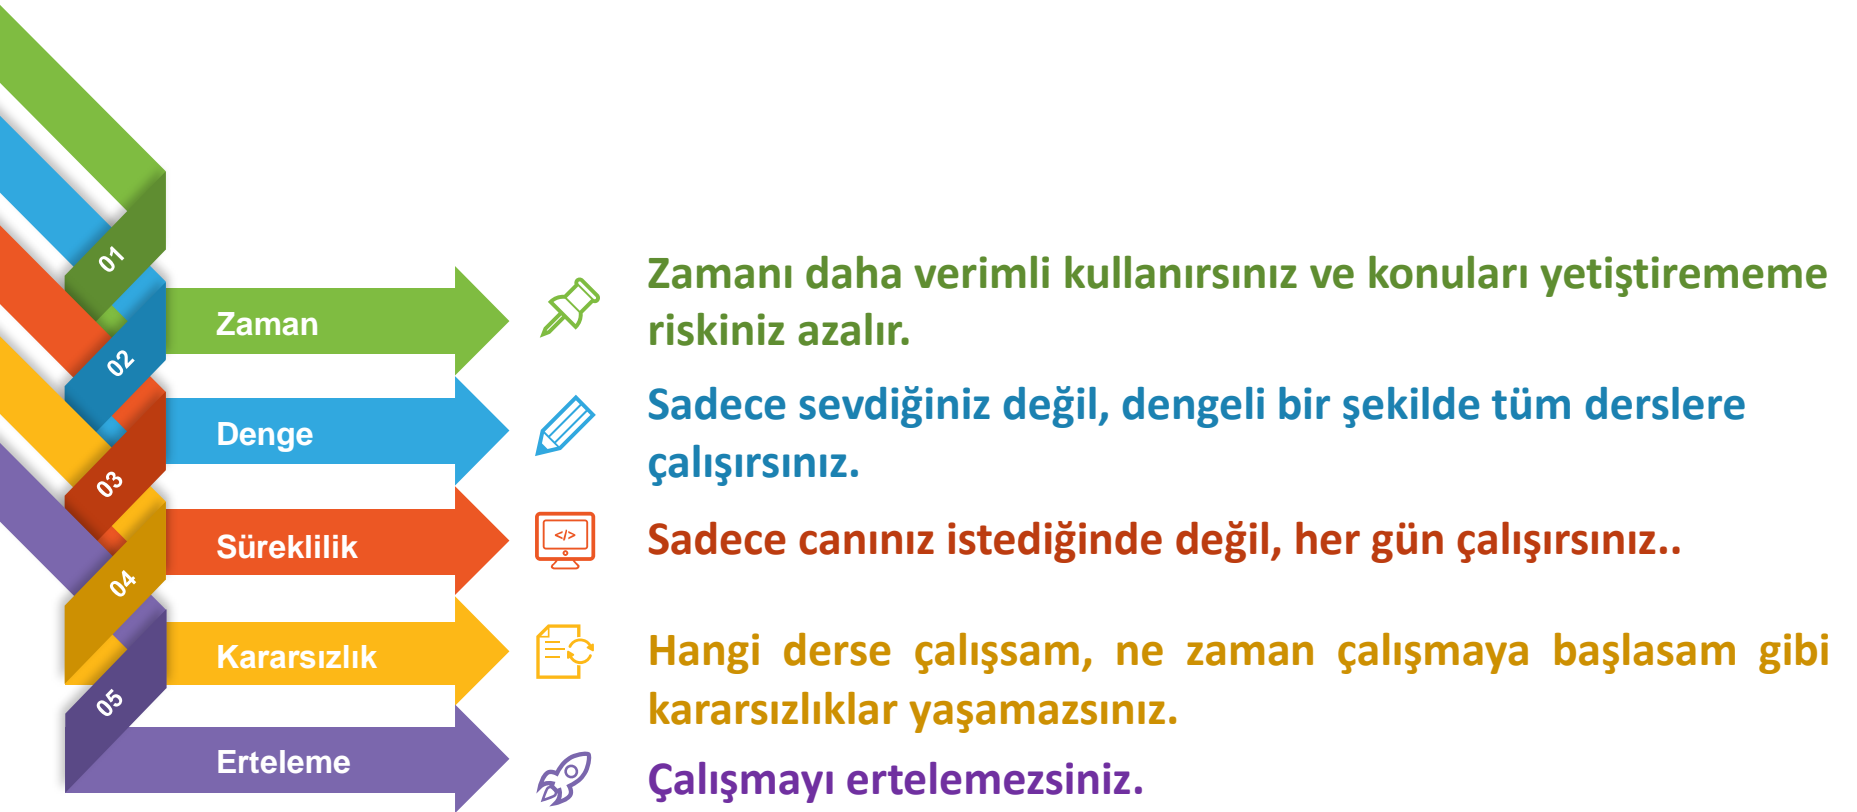 01
Zaman
Zamanı daha verimli kullanırsınız ve konuları yetiştirememe
riskiniz azalır.
02
Denge
Sadece sevdiğiniz değil, dengeli bir şekilde tüm derslere
çalışırsınız.
03
Süreklilik
</>
Sadece canınız istediğinde değil, her gün çalışırsınız..
04
Kararsızlık
Hangi derse çalışsam, ne zaman çalışmaya başlasam gibi
kararsızlıklar yaşamazsınız.
05
Erteleme
Çalışmayı ertelemezsiniz.